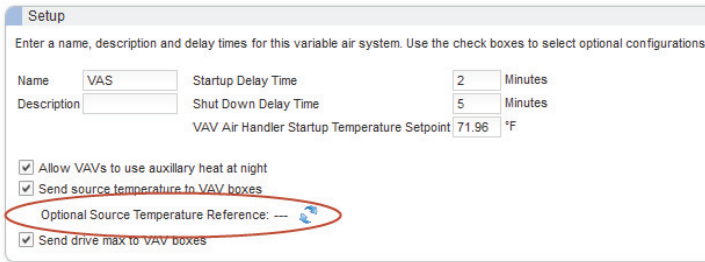 Setup
Enter a name, description and delay times for this variable air system. Use the check boxes to select optional configurations
Name VAS Startup Delay Time 2 Minutes
Description Shut Down Delay Time 5 Minutes
VAV Air Handler Startup Temperature Setpoint 71.96 °F
Allow VAVs to use auxillary heat at night
Send source temperature to VAV boxes
Optional Source Temperature Reference: ---
Send drive max to VAV boxes